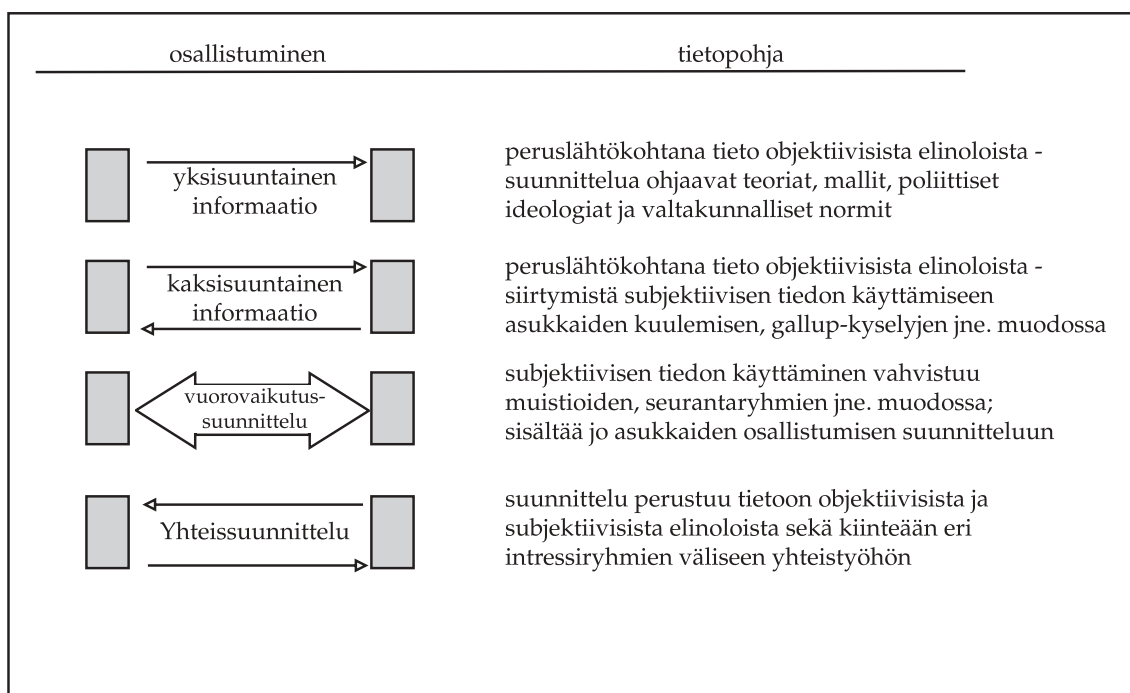 osallistuminen
tietopohja
yksisuuntainen
informaatio
peruslähtökohtana tieto objektiivisista elinoloista -
suunnittelua ohjaavat teoriat, mallit, poliittiset
ideologiat ja valtakunnalliset normit
kaksisuuntainen
informaatio
peruslähtökohtana tieto objektiivisista elinoloista -
siirtymistä subjektiivisen tiedon käyttämiseen
asukkaiden kuulemisen, gallup-kyselyjen jne. muodossa
vuorovaikutus-
suunnittelu
subjektiivisen tiedon käyttäminen vahvistuu
muistioiden, seurantaryhmien jne. muodossa;
sisältää jo asukkaiden osallistumisen suunnitteluun
Yhteissuunnittelu
suunnittelu perustuu tietoon objektiivisista ja
subjektiivisista elinoloista sekä kiinteään eri
intressiryhmien väliseen yhteistyöhön